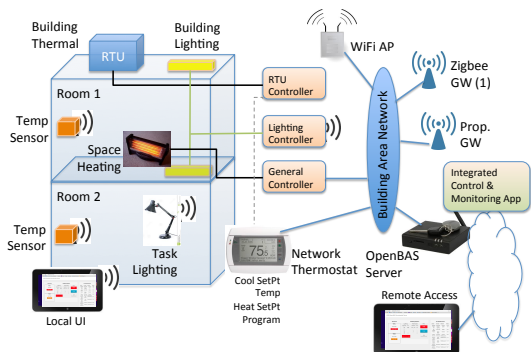 Building
Thermal
Building
Lighting
RTU
WiFi AP
Zigbee
GW (1)
Room 1
RTU
Controller
Temp
Sensor
Lighting
Controller
Prop.
GW
Space
Heating
General
Controller
Building Area Network
Integrated
Control &
Monitoring App
Room 2
Temp
Sensor
Task
Lighting
75
Network
Thermostat
OpenBAS
Server
Cool SetPt
Temp
Heat SetPt
Program
Local UI
Remote Access